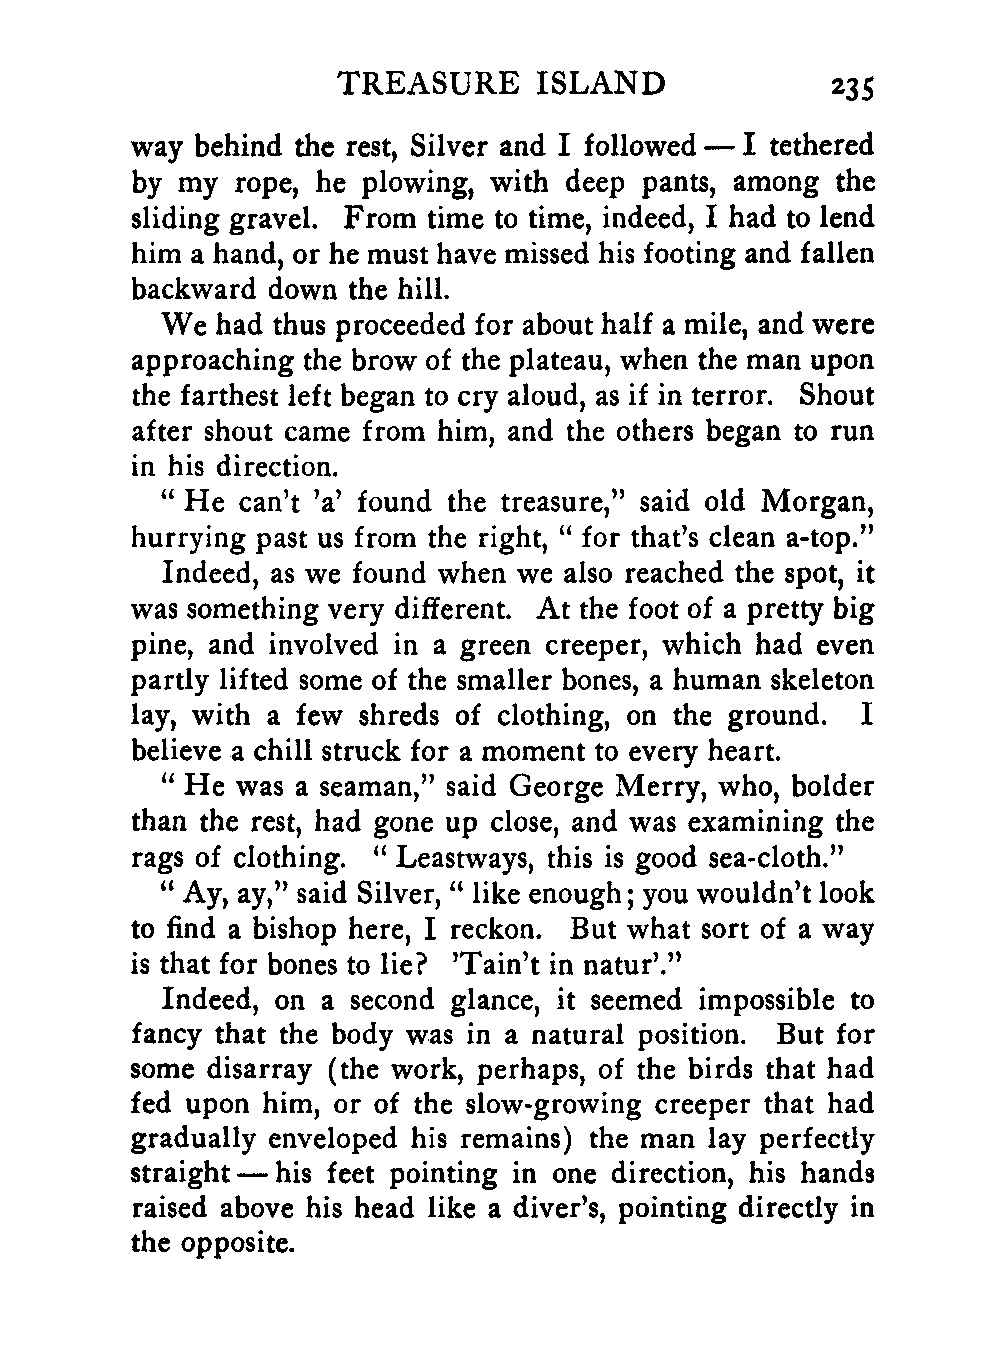 TREASURE ISLAND 235
way behind the rest, Silver and I followed — I tethered
by my rope, he plowing, with deep pants, among the
sliding gravel. From time to time, indeed, I had to lend
him a hand, or he must have missed his footing and fallen
backward down the hill.
We had thus proceeded for about half a mile, and were
approaching the brow of the plateau, when the man upon
the farthest left began to cry aloud, as if in terror. Shout
after shout came from him, and the others began to run
in his direction.
“ He can’t ’a’ found the treasure,” said old Morgan,
hurrying past us from the right, “ for that’s clean a-top.”
Indeed, as we found when we also reached the spot, it
was something very different. At the foot of a pretty big
pine, and involved in a green creeper, which had even
partly lifted some of the smaller bones, a human skeleton
lay, with a few shreds of clothing, on the ground. I
believe a chill struck for a moment to every heart.
“ He was a seaman,” said George Merry, who, bolder
than the rest, had gone up close, and was examining the
rags of clothing. “ Leastways, this is good sea-cloth.”
“ Ay, ay,” said Silver, “ like enough; you wouldn’t look
to find a bishop here, I reckon. But what sort of a way
is that for bones to lie? ’Tain’t in natur’.”
Indeed, on a second glance, it seemed impossible to
fancy that the body was in a natural position. But for
some disarray (the work, perhaps, of the birds that had
fed upon him, or of the slow-growing creeper that had
gradually enveloped his remains) the man lay perfectly
straight — his feet pointing in one direction, his hands
raised above his head like a diver’s, pointing directly in
the opposite.